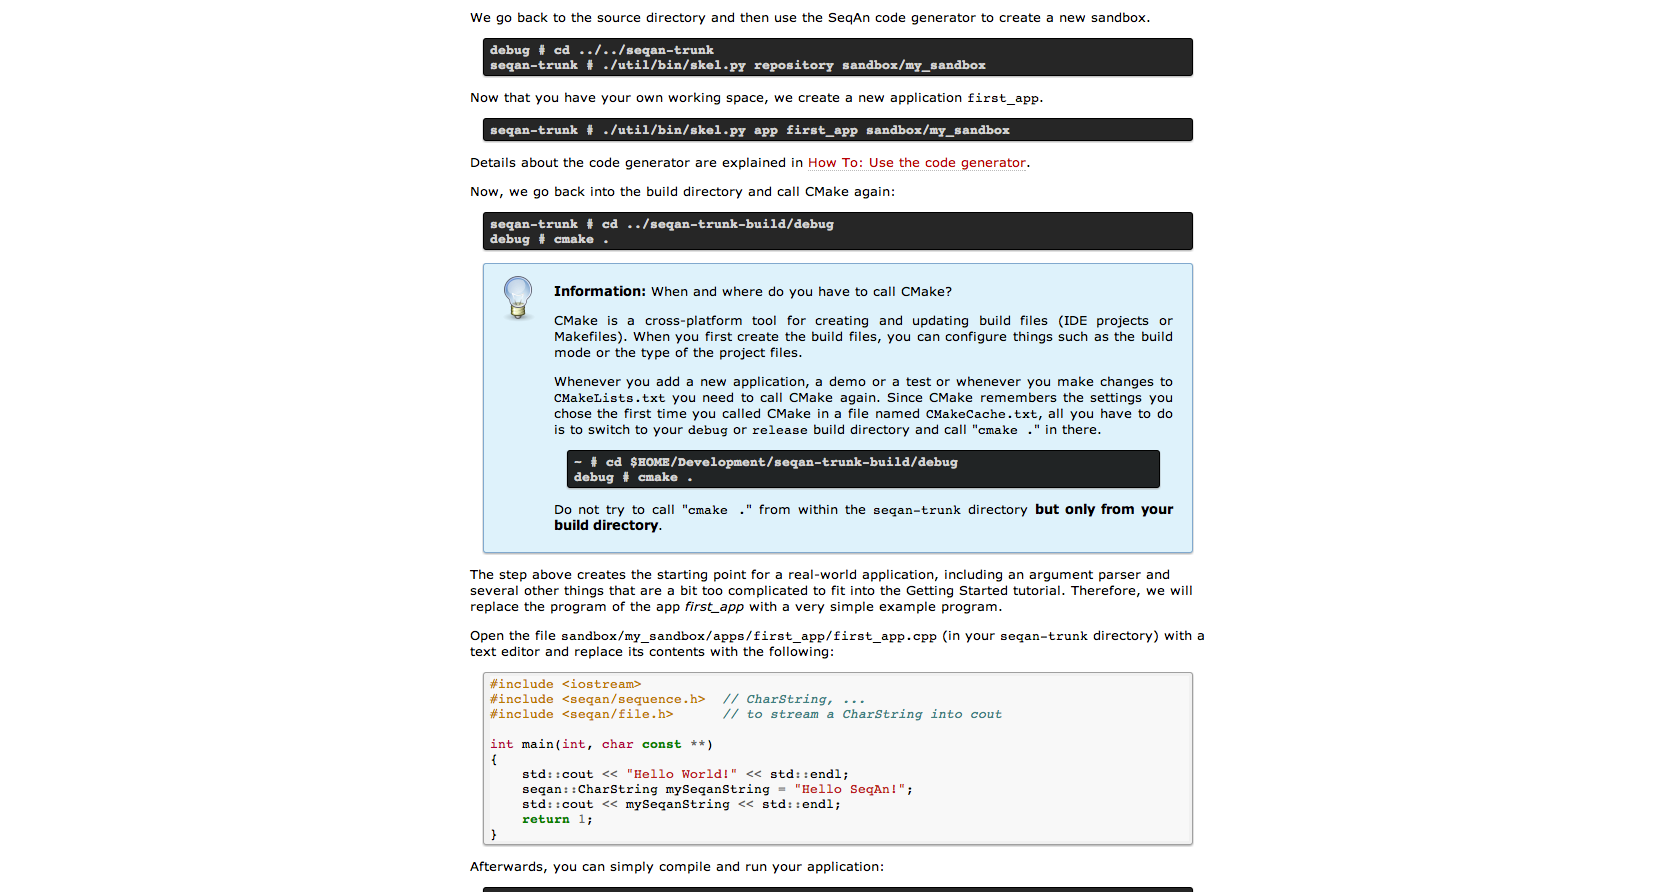 We go back to the source directory and then use the SeqAn code generator to create a new sandbox.
debug # cd ../../seqan-trunk
seqan-trunk # ./util/bin/skel.py repository sandbox/my_sandbox
Now that you have your own working space, we create a new application first_app.
seqan-trunk # ./util/bin/skel.py app first_app sandbox/my_sandbox
Details about the code generator are explained in How To: Use the code generator.
Now, we go back into the build directory and call CMake again:
seqan-trunk # cd ../seqan-trunk-build/debug
debug # cmake .
Information: When and where do you have to call CMake?
CMake is a cross-platform tool for creating and updating build files (IDE projects or
Makefiles). When you first create the build files, you can configure things such as the build
mode or the type of the project files.
Whenever you add a new application, a demo or a test or whenever you make changes to
CMakeLists.txt you need to call CMake again. Since CMake remembers the settings you
chose the first time you called CMake in a file named CMakeCache.txt, all you have to do
is to switch to your debug or release build directory and call "cmake ." in there.
~ # cd $HOME/Development/seqan-trunk-build/debug
debug # cmake .
Do not try to call "cmake ." from within the seqan-trunk directory but only from your
build directory.
The step above creates the starting point for a real-world application, including an argument parser and
several other things that are a bit too complicated to fit into the Getting Started tutorial. Therefore, we will
replace the program of the app first_app with a very simple example program.
Open the file sandbox/my_sandbox/apps/first_app/first_app.cpp (in your seqan-trunk directory) with a
text editor and replace its contents with the following:
#include <iostream>
#include <seqan/sequence.h>  // CharString, ...
#include <seqan/file.h>      // to stream a CharString into cout
int main(int, char const **)
{
    std::cout << "Hello World!" << std::endl;
    seqan::CharString mySeqanString = "Hello SeqAn!";
    std::cout << mySeqanString << std::endl;
    return 1;
}
Afterwards, you can simply compile and run your application: